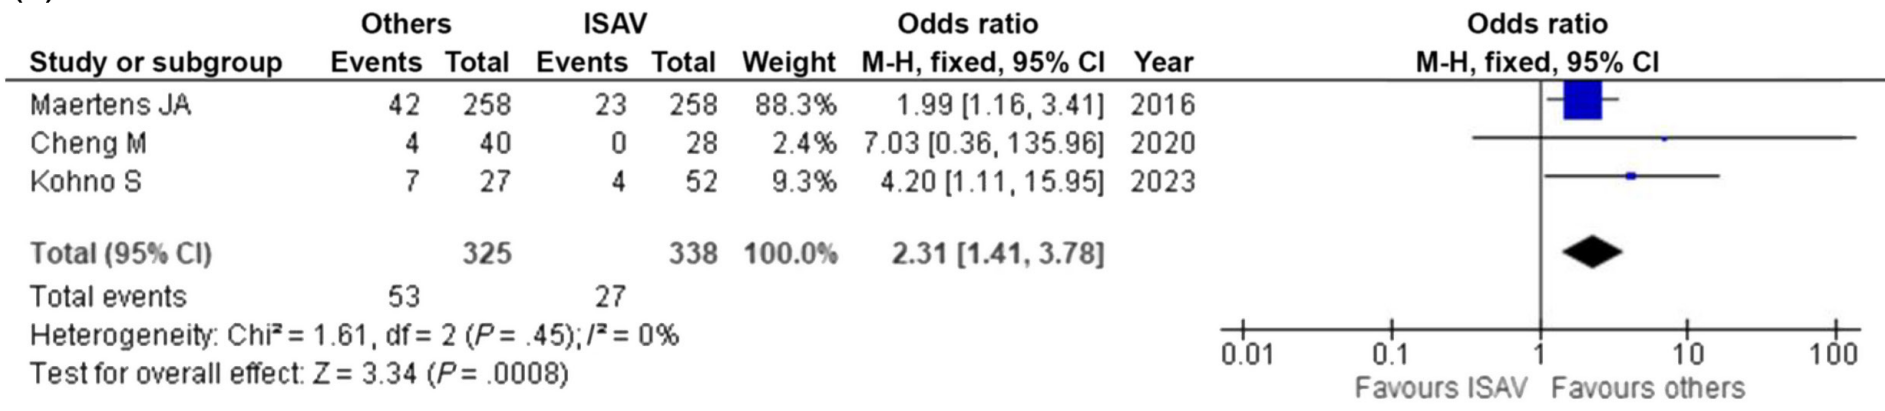 Others ISAV Odds ratio Odds ratio
Study or subgroup Events Total Events Total Weight M-H, fixed, 95% CI Year M-H, fixed, 95% CI
Maertens JA 42 258 23 258 88.3% 1.99 [1.16, 3.41] 2016
Cheng M 4 40 0 28 2.4% 7.03 [0.36, 135.96] 2020
Kohno S 7 27 4 52 9.3% 4.20 [1.11, 15.95] 2023
Total (95% CI) 325 338 100.0% 2.31 [1.41, 3.78]
Total events 53 27
Heterogeneity: Chi² = 1.61, df = 2 (P = .45); I² = 0%
Test for overall effect: Z = 3.34 (P = .0008)
0.01 0.1 1 10 100
Favours ISAV Favours others